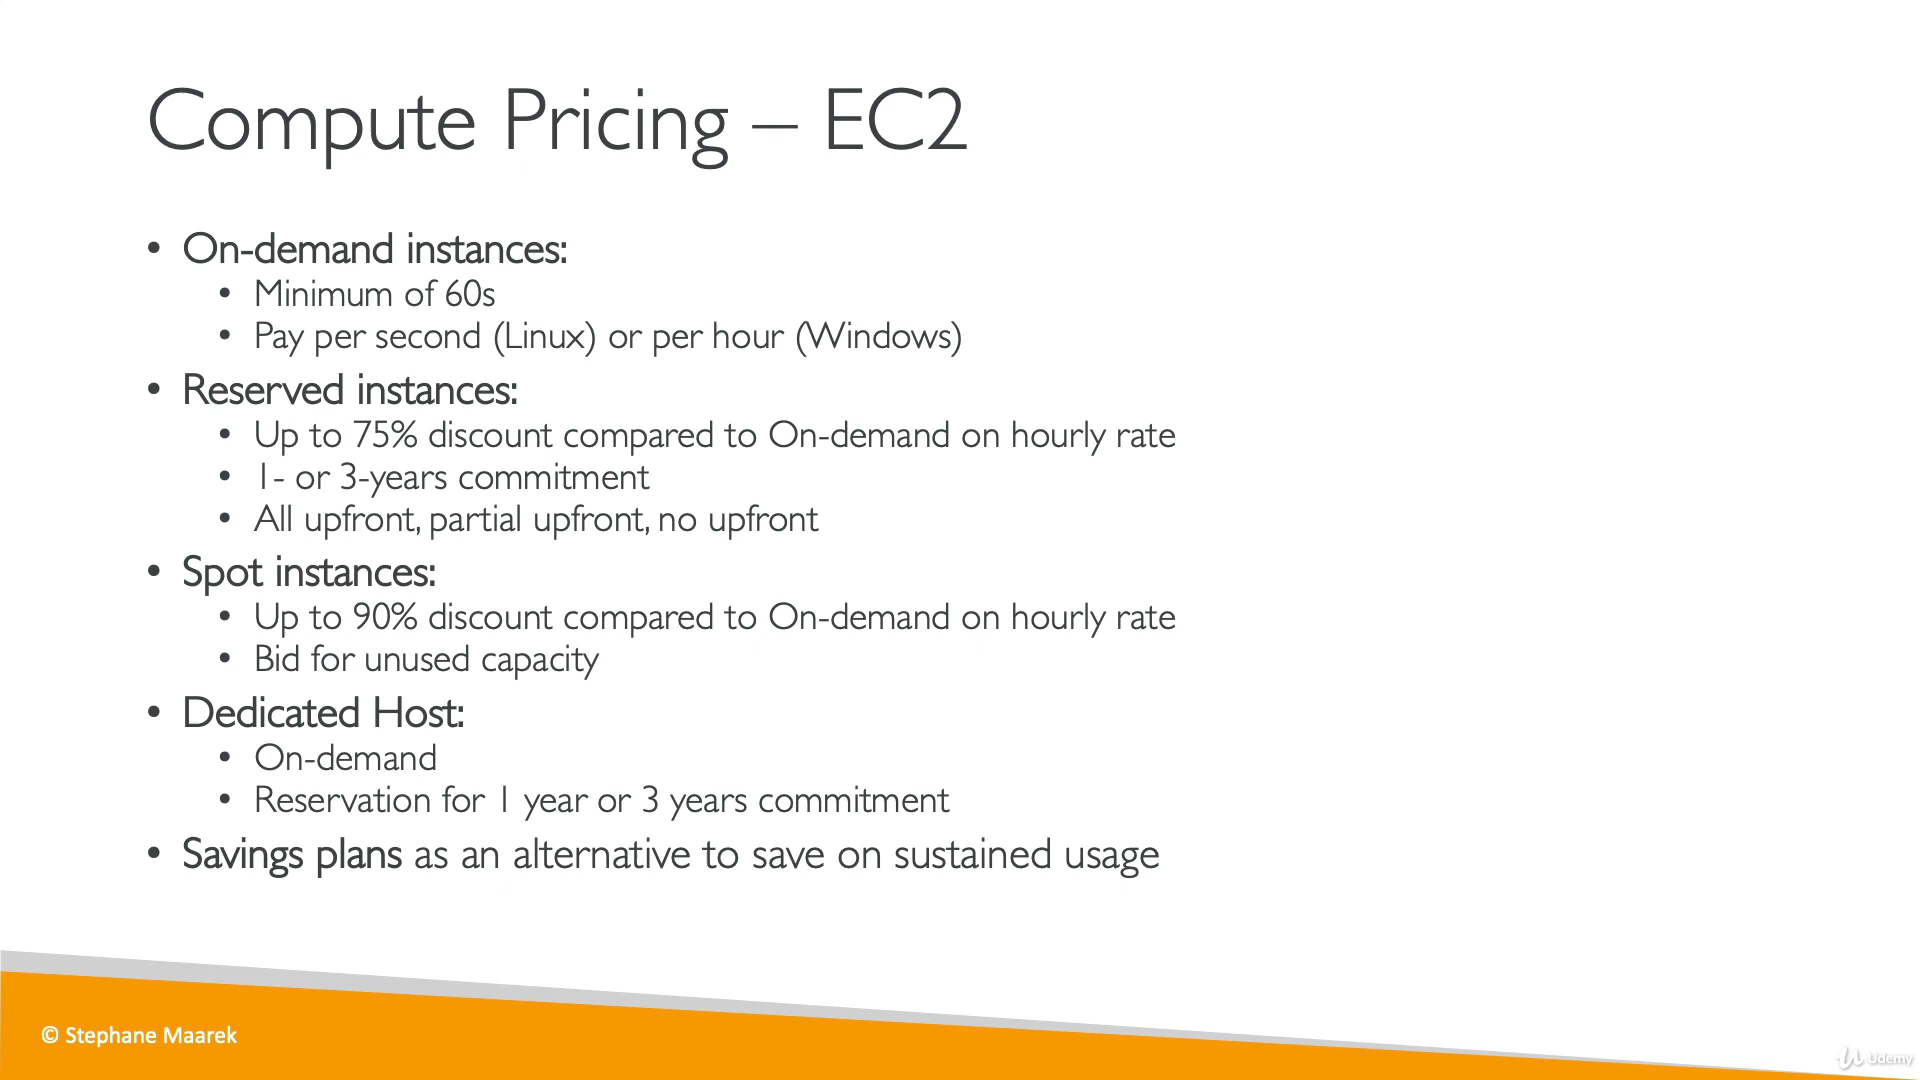 Compute Pricing – EC2
• On-demand instances:
• Minimum of 60s
• Pay per second (Linux) or per hour (Windows)
• Reserved instances:
• Up to 75% discount compared to On-demand on hourly rate
• 1- or 3-years commitment
• All upfront, partial upfront, no upfront
• Spot instances:
• Up to 90% discount compared to On-demand on hourly rate
• Bid for unused capacity
• Dedicated Host:
• On-demand
• Reservation for 1 year or 3 years commitment
• Savings plans as an alternative to save on sustained usage
© Stephane Maarek
Udemy